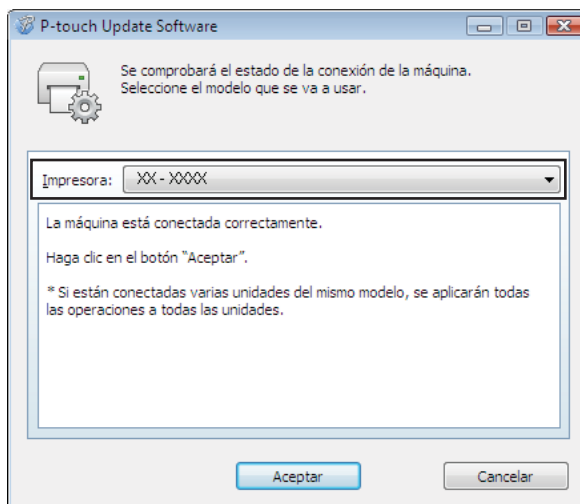 P-touch Update Software
Se comprobará el estado de la conexión de la máquina.
Seleccione el modelo que se va a usar.
Impresora: XX - XXXX
La máquina está conectada correctamente.
Haga clic en el botón “Aceptar”.
* Si están conectadas varias unidades del mismo modelo, se aplicarán todas
las operaciones a todas las unidades.
Aceptar Cancelar